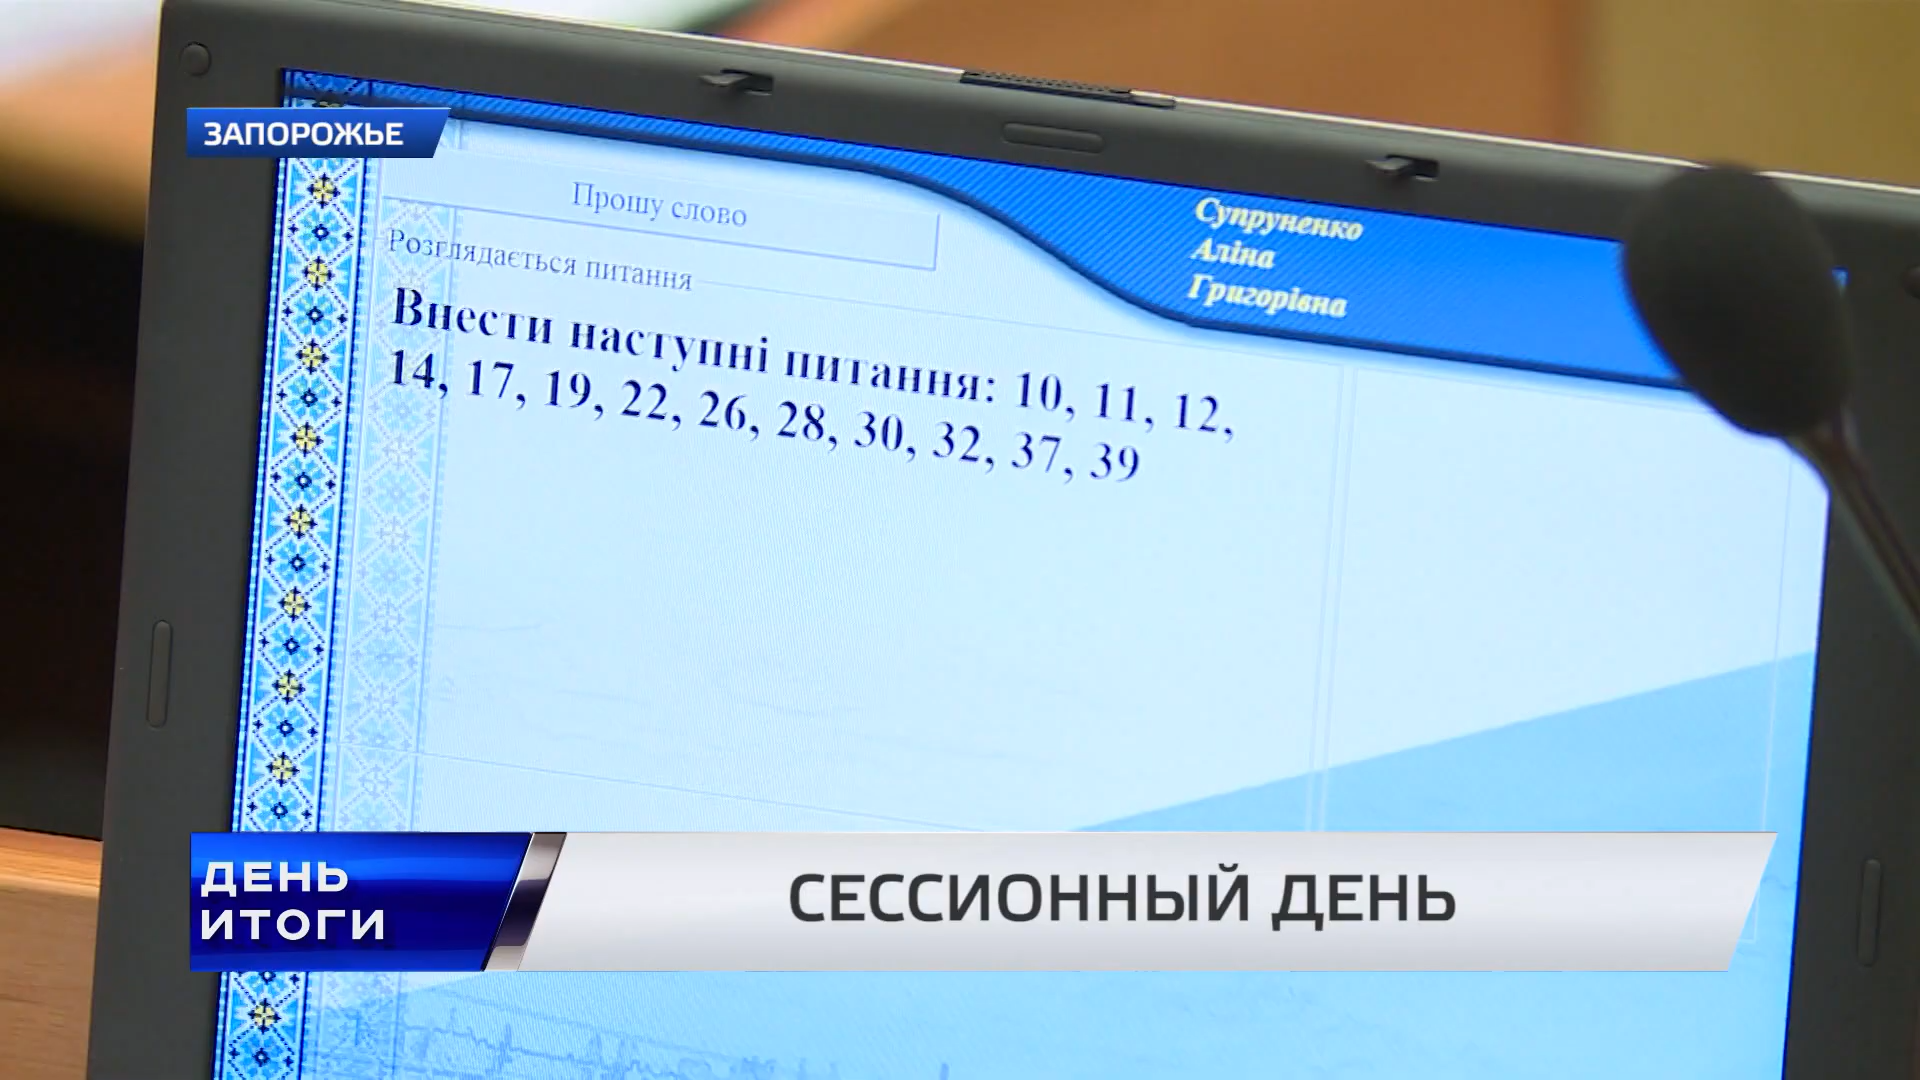 ЗАПОРОЖЬЕ
Прошу слово
Супруненко
Аліна
Григорівна
Розглядається питання
Внести наступні питання: 10, 11, 12,
14, 17, 19, 22, 26, 28, 30, 32, 37, 39
ДЕНЬ
ИТОГИ
СЕССИОННЫЙ ДЕНЬ